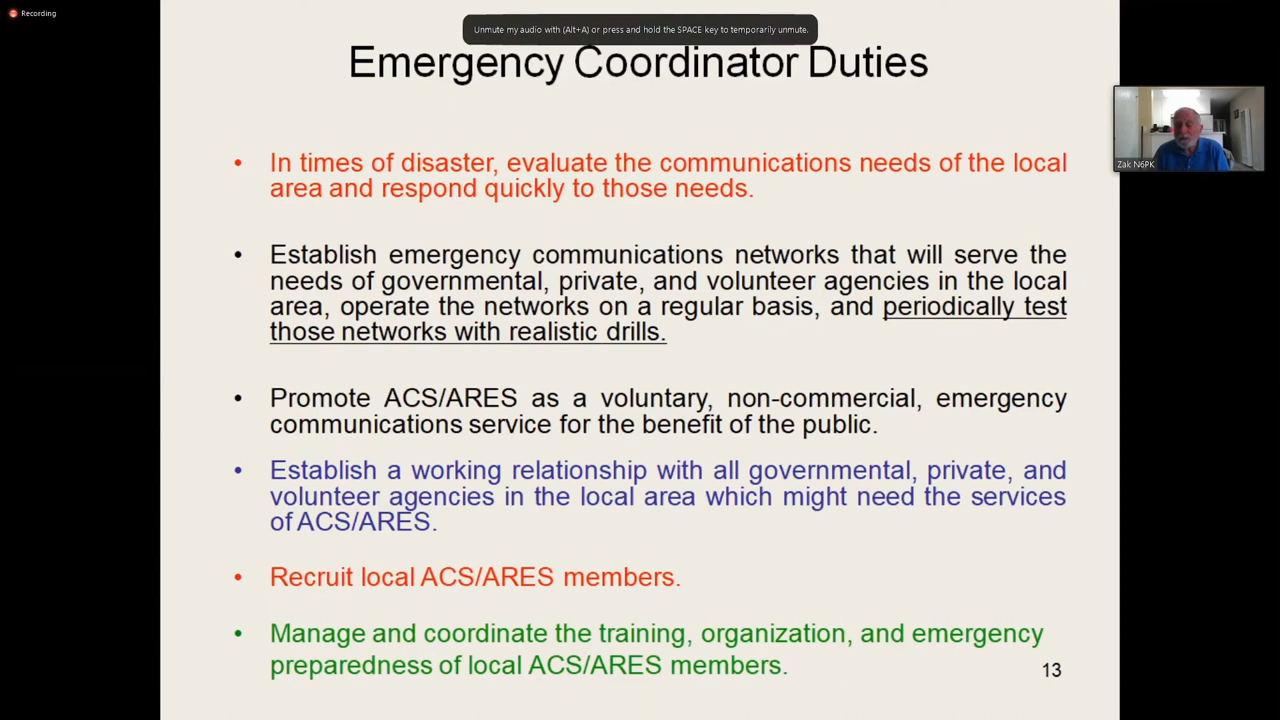 Recording
Unmute my audio with (Alt+A) or press and hold the SPACE key to temporarily unmute.
Emergency Coordinator Duties
• In times of disaster, evaluate the communications needs of the local
area and respond quickly to those needs.
• Establish emergency communications networks that will serve the
needs of governmental, private, and volunteer agencies in the local
area, operate the networks on a regular basis, and periodically test
those networks with realistic drills.
• Promote ACS/ARES as a voluntary, non-commercial, emergency
communications service for the benefit of the public.
• Establish a working relationship with all governmental, private, and
volunteer agencies in the local area which might need the services
of ACS/ARES.
• Recruit local ACS/ARES members.
• Manage and coordinate the training, organization, and emergency
preparedness of local ACS/ARES members.
13
Zak N6PK